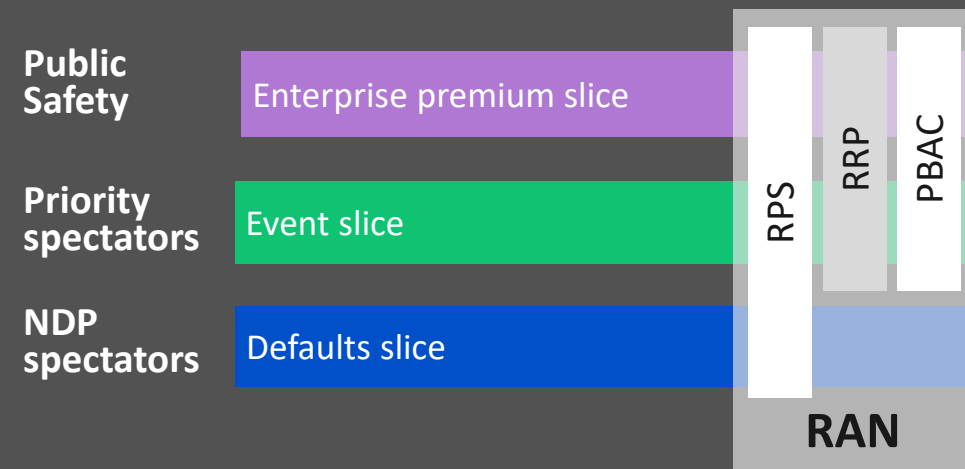 Public
Safety
Enterprise premium slice
Priority
spectators
Event slice
NDP
spectators
Defaults slice
RPS
RRP
PBAC
RAN